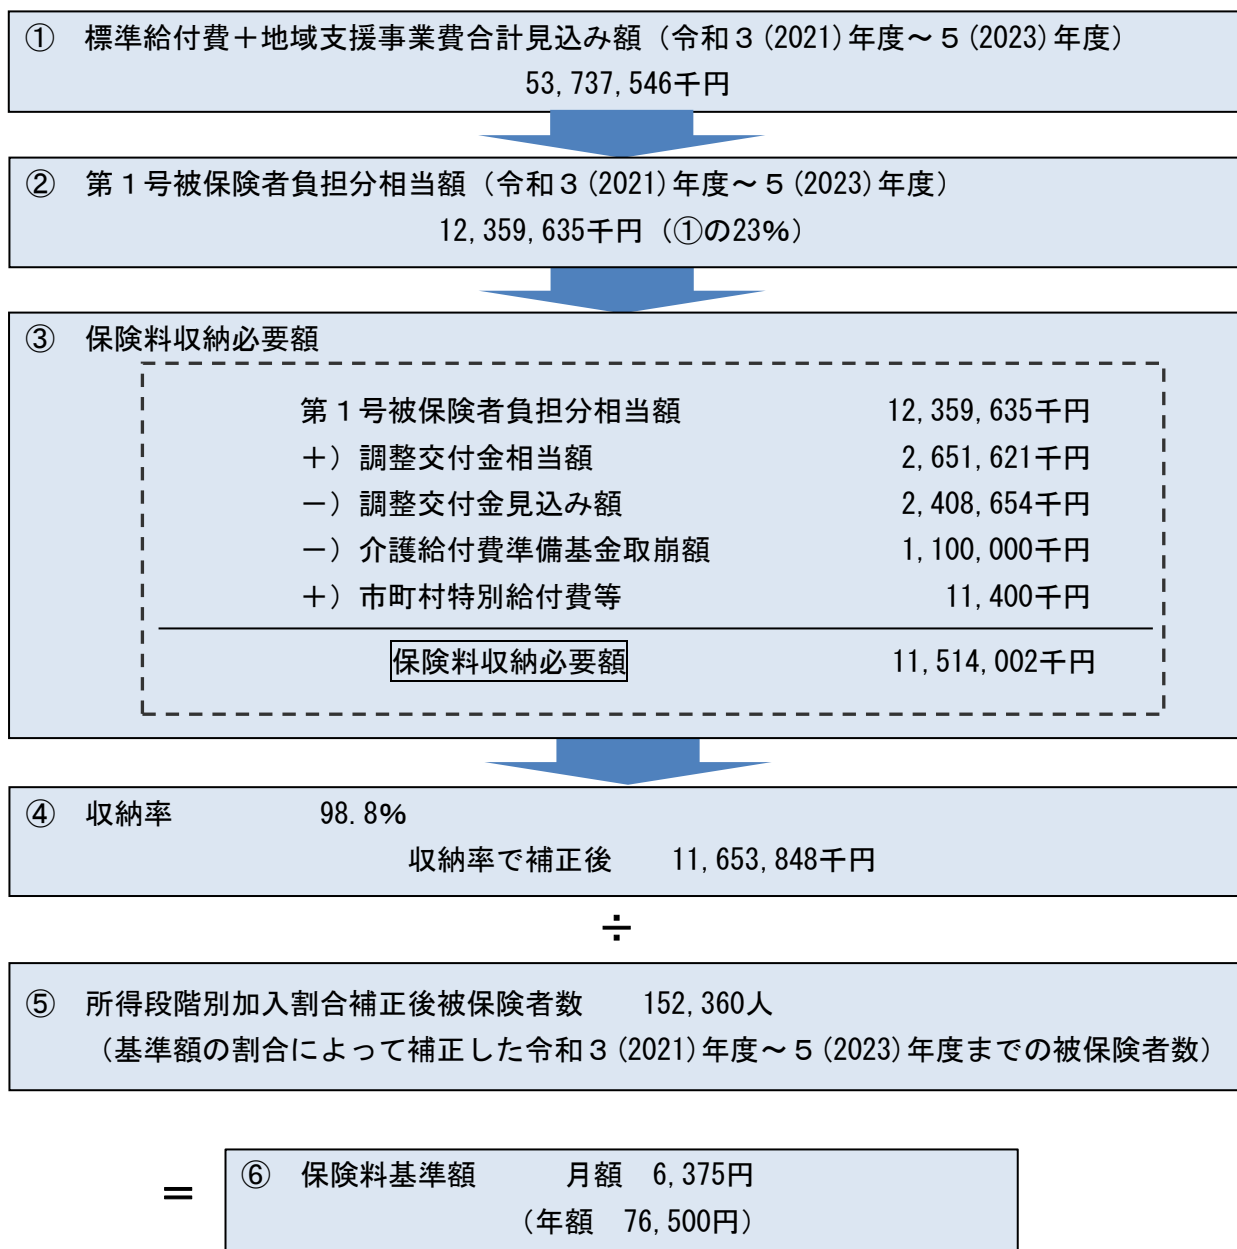 ① 標準給付費＋地域支援事業費合計見込み額（令和３(2021)年度～５(2023)年度）
53,737,546千円
② 第１号被保険者負担分相当額（令和３(2021)年度～５(2023)年度）
12,359,635千円（①の23％）
③ 保険料収納必要額
第１号被保険者負担分相当額 12,359,635千円
＋）調整交付金相当額 2,651,621千円
－）調整交付金見込み額 2,408,654千円
－）介護給付費準備基金取崩額 1,100,000千円
＋）市町村特別給付費等 11,400千円
保険料収納必要額 11,514,002千円
④ 収納率 98.8％
収納率で補正後 11,653,848千円
÷
⑤ 所得段階別加入割合補正後被保険者数 152,360人
（基準額の割合によって補正した令和３(2021)年度～５(2023)年度までの被保険者数）
＝
⑥ 保険料基準額 月額 6,375円
（年額 76,500円）